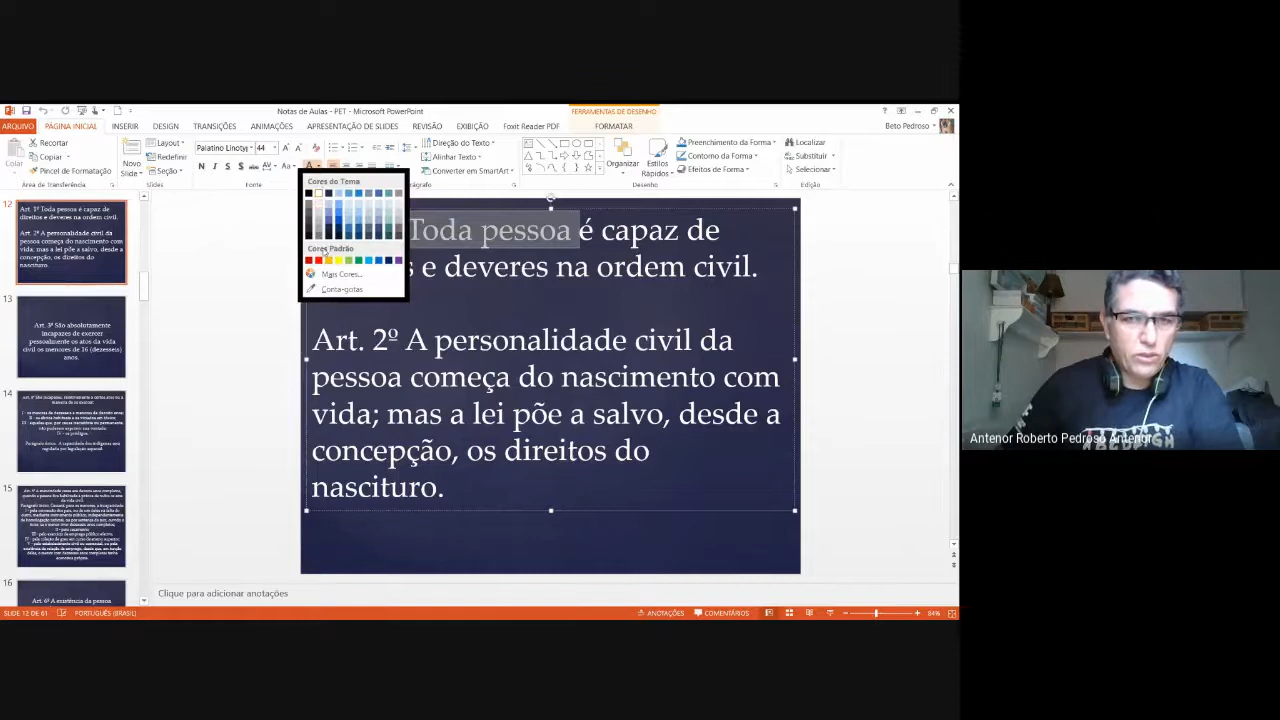 Notas de Aulas - PET - Microsoft PowerPoint
FERRAMENTAS DE DESENHO
ARQUIVO PÁGINA INICIAL INSERIR DESIGN TRANSIÇÕES ANIMAÇÕES APRESENTAÇÃO DE SLIDES REVISÃO EXIBIÇÃO Foxit Reader PDF FORMATAR Beto Pedroso
Colar
Recortar
Copiar
Pincel de Formatação
Área de Transferência
Novo
Slide
Layout
Redefinir
Seção
Slides
Palatino Linotyp 44
Fonte
Direção do Texto
Alinhar Texto
Converter em SmartArt
Organizar
Estilos
Rápidos
Preenchimento da Forma
Contorno da Forma
Efeitos de Forma
Desenho
Localizar
Substituir
Selecionar
Edição
Cores do Tema
Cores Padrão
Mais Cores...
Conta-gotas
12
Art. 1º Toda pessoa é capaz de
direitos e deveres na ordem civil.
Art. 2º A personalidade civil da
pessoa começa do nascimento com
vida; mas a lei põe a salvo, desde a
concepção, os direitos do
nascituro.
13
Art. 3º São absolutamente
incapazes de exercer
pessoalmente os atos da vida
civil os menores de 16 (dezesseis)
anos.
14
15
16
Art. 6º A existência da pessoa
Toda pessoa é capaz de
s e deveres na ordem civil.
Art. 2º A personalidade civil da
pessoa começa do nascimento com
vida; mas a lei põe a salvo, desde a
concepção, os direitos do
nascituro.
Clique para adicionar anotações
SLIDE 12 DE 61 PORTUGUÊS (BRASIL) ANOTAÇÕES COMENTÁRIOS 84%
Antenor Roberto Pedroso Antenor